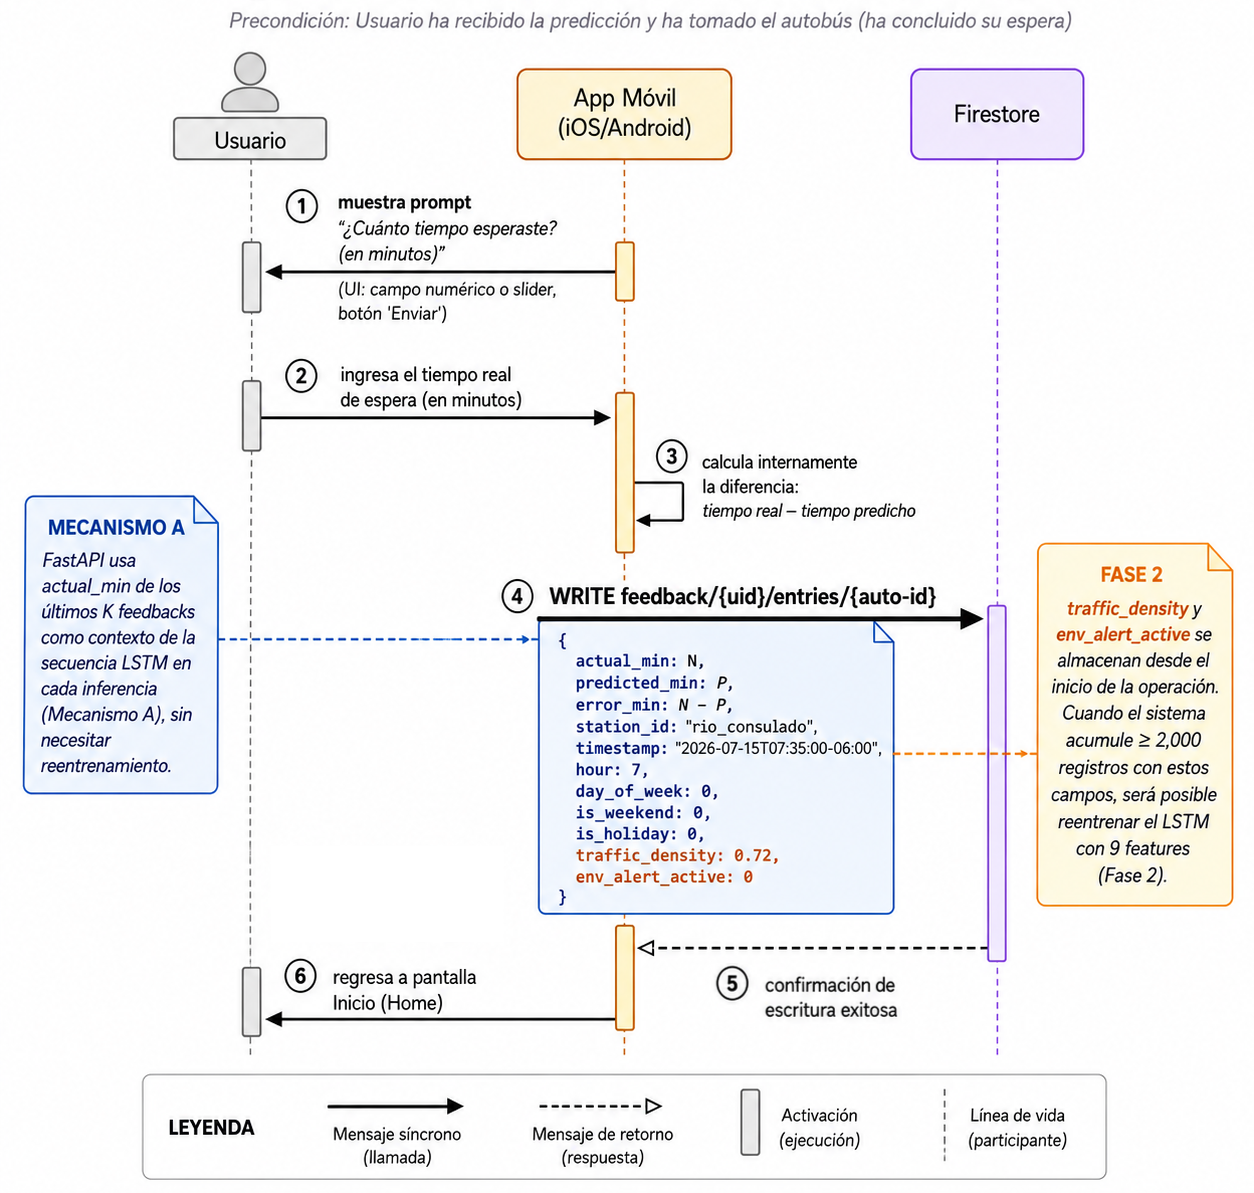 Precondición: Usuario ha recibido la predicción y ha tomado el autobús (ha concluido su espera)
Usuario
App Móvil
(iOS/Android)
Firestore
1
muestra prompt
“¿Cuánto tiempo esperaste?
(en minutos)”
(UI: campo numérico o slider,
botón 'Enviar')
2
ingresa el tiempo real
de espera (en minutos)
3
calcula internamente
la diferencia:
tiempo real – tiempo predicho
MECANISMO A
FastAPI usa
actual_min de los
últimos K feedbacks
como contexto de la
secuencia LSTM en
cada inferencia
(Mecanismo A), sin
necesitar
reentrenamiento.
4
WRITE feedback/{uid}/entries/{auto-id}
{
actual_min: N,
predicted_min: P,
error_min: N – P,
station_id: "rio_consulado",
timestamp: "2026-07-15T07:35:00-06:00",
hour: 7,
day_of_week: 0,
is_weekend: 0,
is_holiday: 0,
traffic_density: 0.72,
env_alert_active: 0
}
FASE 2
traffic_density y
env_alert_active se
almacenan desde el
inicio de la operación.
Cuando el sistema
acumule ≥ 2,000
registros con estos
campos, será posible
reentrenar el LSTM
con 9 features
(Fase 2).
5
confirmación de
escritura exitosa
6
regresa a pantalla
Inicio (Home)
LEYENDA
Mensaje síncrono
(llamada)
Mensaje de retorno
(respuesta)
Activación
(ejecución)
Línea de vida
(participante)